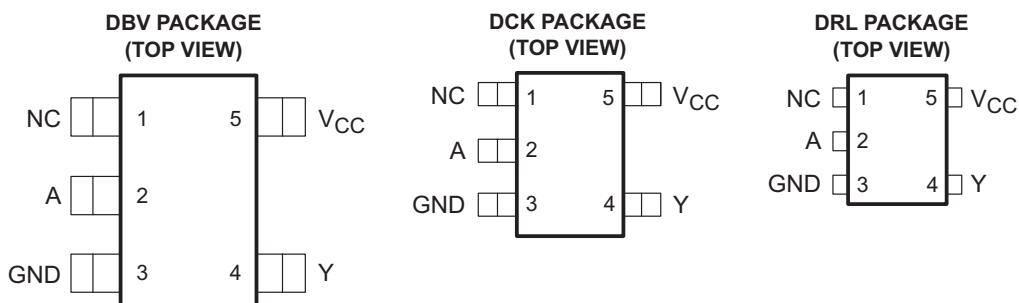 DBV PACKAGE
(TOP VIEW)
NC 1 5 VCC
A 2
GND 3 4 Y
DCK PACKAGE
(TOP VIEW)
NC 1 5 VCC
A 2
GND 3 4 Y
DRL PACKAGE
(TOP VIEW)
NC 1 5 VCC
A 2
GND 3 4 Y